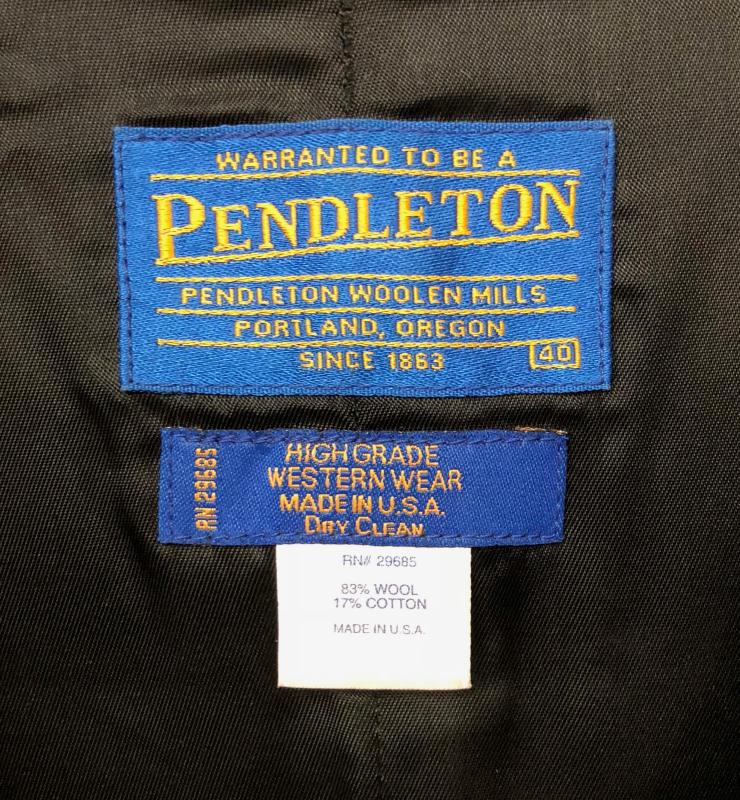 WARRANTED TO BE A
PENDLETON
PENDLETON WOOLEN MILLS
PORTLAND, OREGON
SINCE 1863
40
RN 29685
HIGH GRADE
WESTERN WEAR
MADE IN U.S.A.
DRY CLEAN
RN# 29685
83% WOOL
17% COTTON
MADE IN U.S.A.